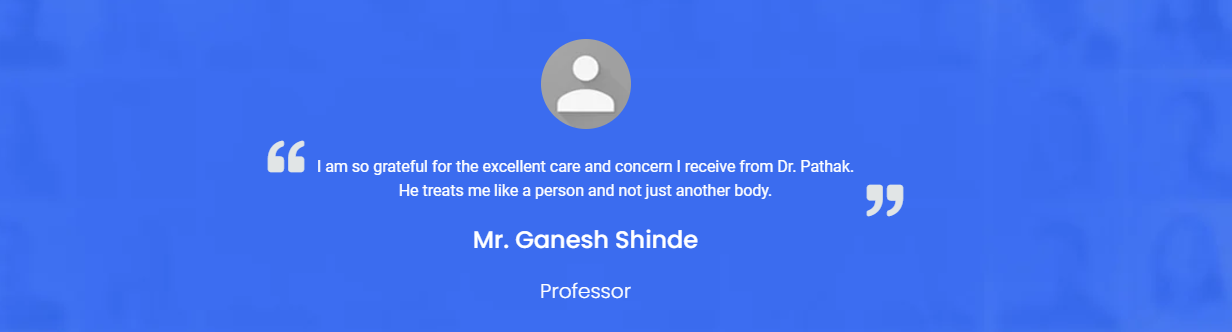 “ I am so grateful for the excellent care and concern I receive from Dr. Pathak.
He treats me like a person and not just another body. ”
Mr. Ganesh Shinde
Professor